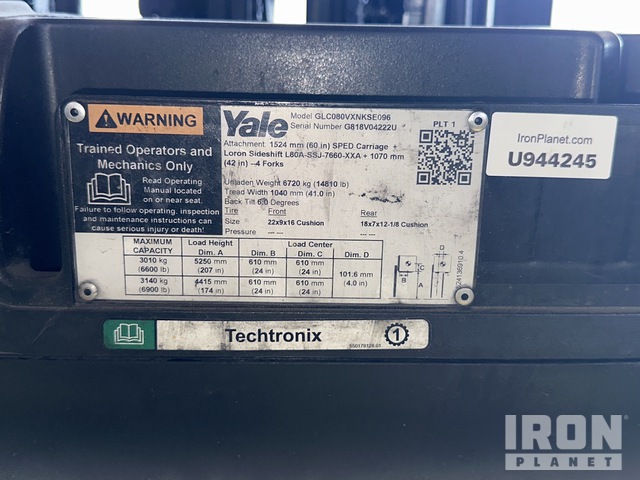 WARNING
Trained Operators and
Mechanics Only
Read Operating
Manual located
on or near seat.
Failure to follow operating, inspection
and maintenance instructions can
cause serious injury or death!
Yale
Model GLC080VXNKSE096
Serial Number G818V04222U
PLT 1
Attachment 1524 mm (60 in) SPED Carriage +
Loron Sideshift L80A-SSJ-7660-XXA + 1070 mm
(42 in) –4 Forks
Unladen Weight 6720 kg (14810 lb)
Tread Width 1040 mm (41.0 in)
Back Tilt 6.0 Degrees
Tire Front Rear
Size 22x9x16 Cushion 18x7x12-1/8 Cushion
Pressure --- -- --- --
MAXIMUM CAPACITY Load Height Dim. A Load Center Dim. B Dim. C Dim. D
3010 kg (6600 lb) 5250 mm (207 in) 610 mm (24 in) 610 mm (24 in) 101.6 mm (4.0 in)
3140 kg (6900 lb) 4415 mm (174 in) 610 mm (24 in) 610 mm (24 in)
D
C
B
A
524136910.4
Techtronix
1
550179128.01
IronPlanet.com
U944245
IRON
PLANET